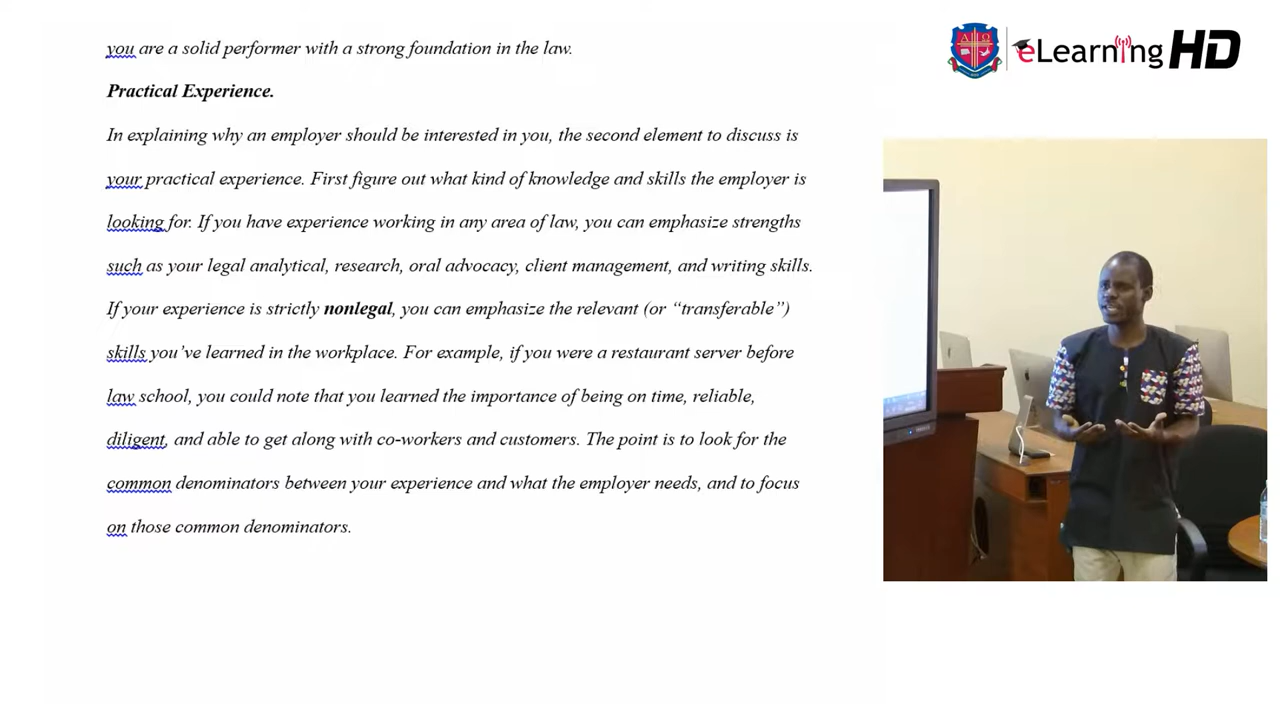 you are a solid performer with a strong foundation in the law.
Practical Experience.
In explaining why an employer should be interested in you, the second element to discuss is
your practical experience. First figure out what kind of knowledge and skills the employer is
looking for. If you have experience working in any area of law, you can emphasize strengths
such as your legal analytical, research, oral advocacy, client management, and writing skills.
If your experience is strictly nonlegal, you can emphasize the relevant (or “transferable”)
skills you’ve learned in the workplace. For example, if you were a restaurant server before
law school, you could note that you learned the importance of being on time, reliable,
diligent, and able to get along with co-workers and customers. The point is to look for the
common denominators between your experience and what the employer needs, and to focus
on those common denominators.
eLearning HD